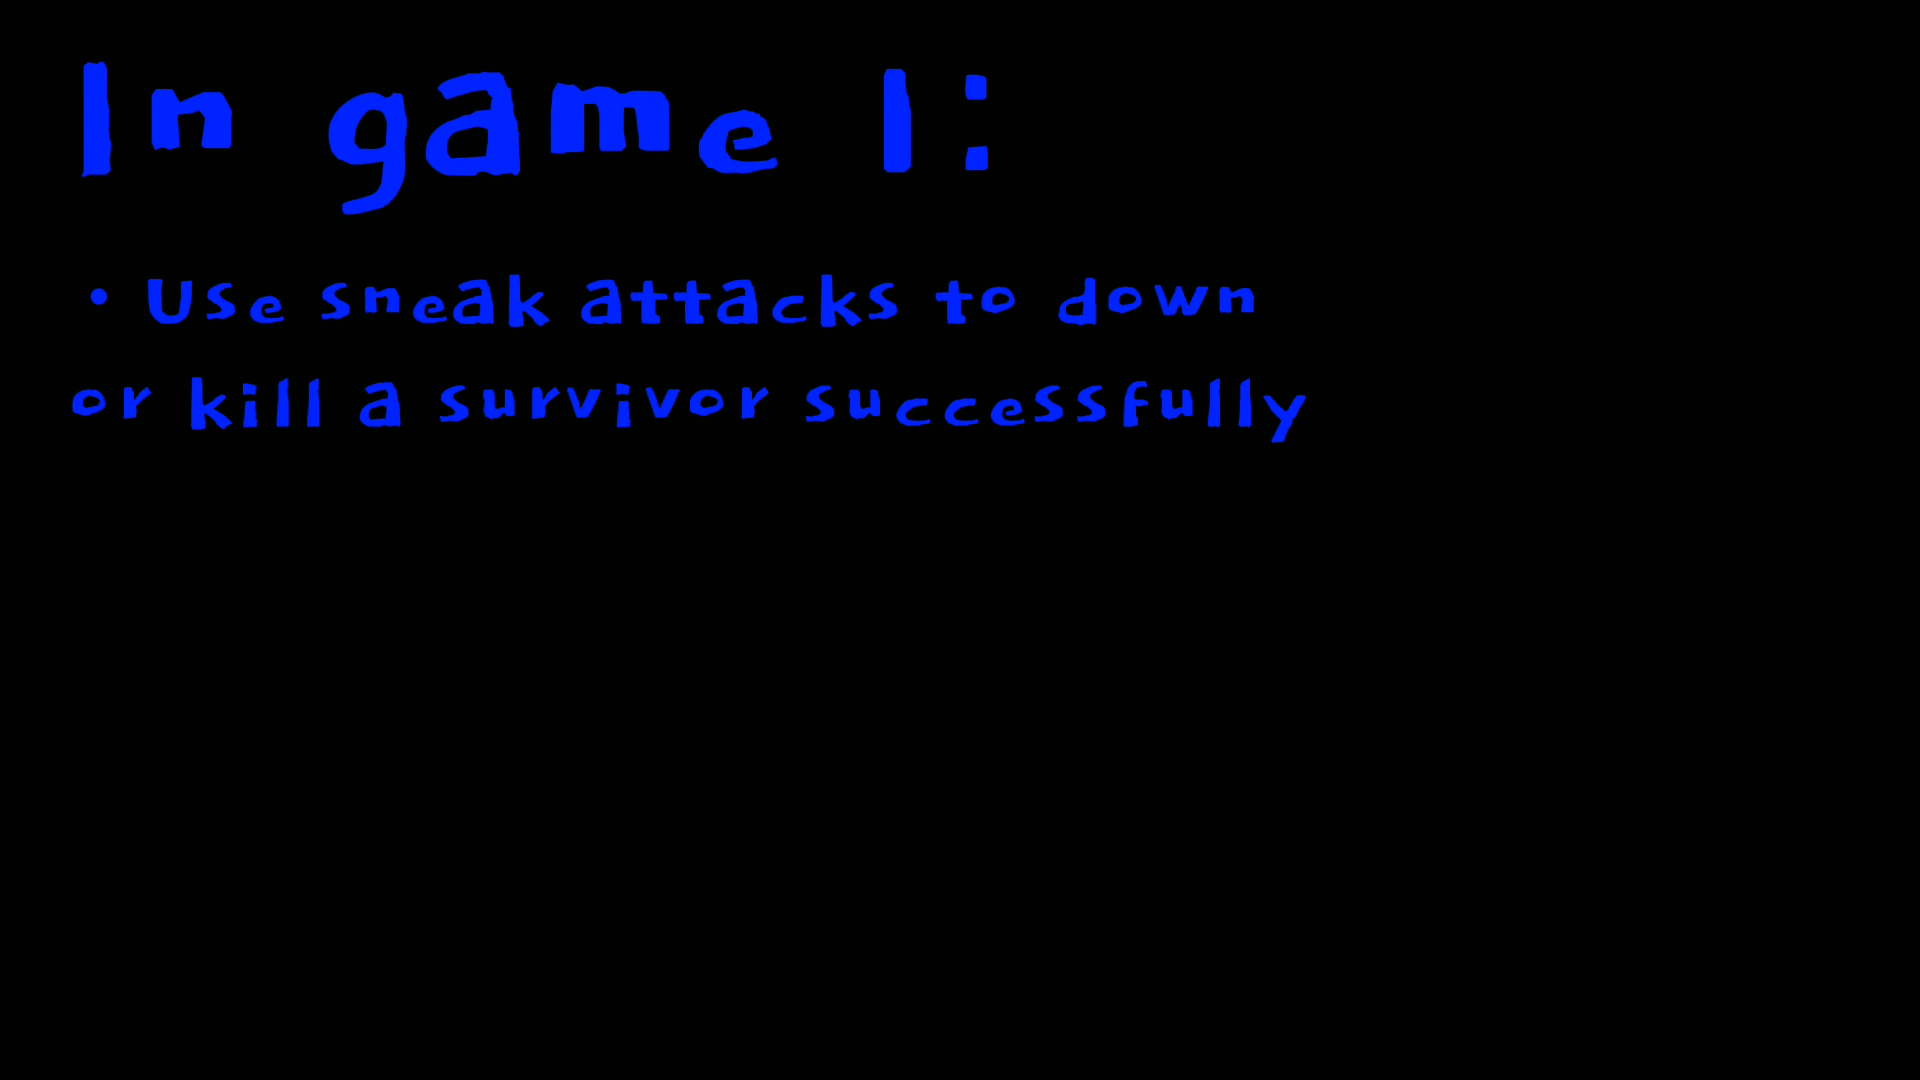 In game 1:
• Use sneak attacks to down
or kill a survivor successfully